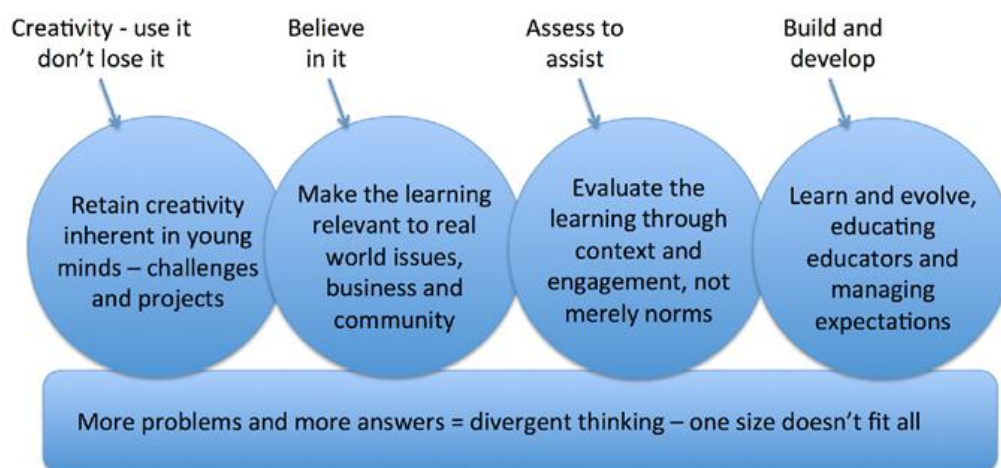 Creativity - use it
don’t lose it
Believe
in it
Assess to
assist
Build and
develop
Retain creativity
inherent in young
minds – challenges
and projects
Make the learning
relevant to real
world issues,
business and
community
Evaluate the
learning through
context and
engagement, not
merely norms
Learn and evolve,
educating
educators and
managing
expectations
More problems and more answers = divergent thinking – one size doesn’t fit all